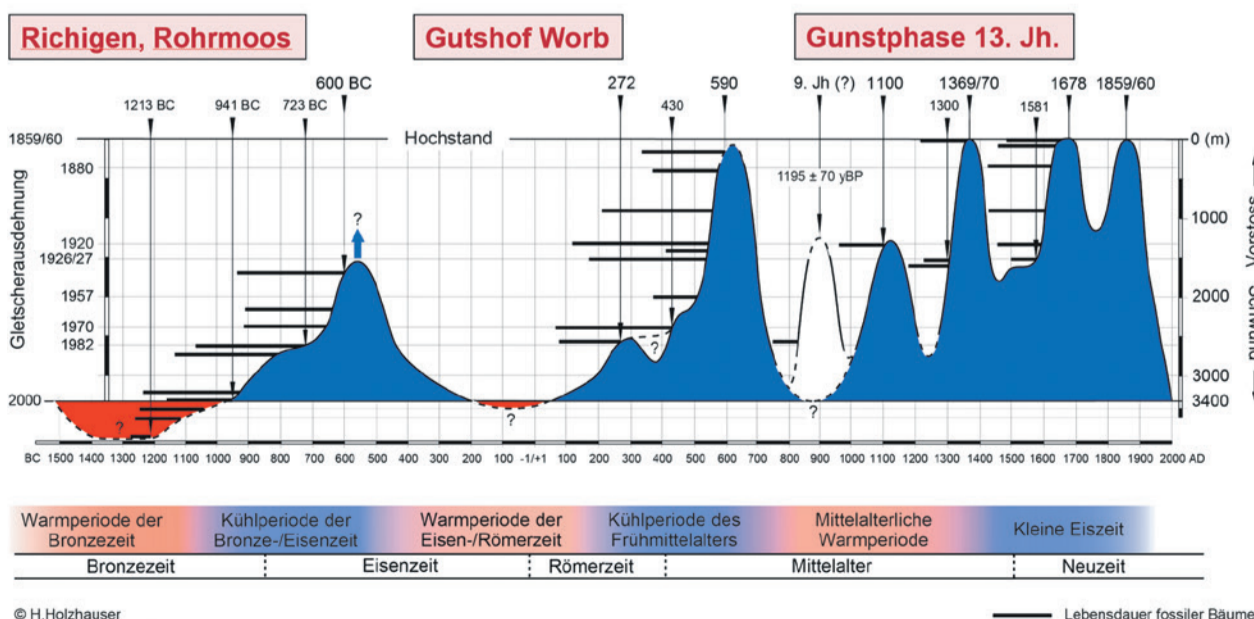 Richigen, Rohrmoos
Gutshof Worb
Gunstphase 13. Jh.
600 BC
272
590
9. Jh (?)
1100
1369/70
1678
1859/60
1213 BC
941 BC
723 BC
430
1300
1581
1859/60
Hochstand
0 (m)
1880
1195 ± 70 yBP
?
1000
1920
1926/27
1957
2000
1970
?
1982
3000
2000
3400
?
?
?
Gletscherausdehnung
Vorstoss
BC 1500 1400 1300 1200 1100 1000 900 800 700 600 500 400 300 200 100 -1/+1 100 200 300 400 500 600 700 800 900 1000 1100 1200 1300 1400 1500 1600 1700 1800 1900 2000 AD
Warmperiode der
Bronzezeit
Kühlperiode der
Bronze-/Eisenzeit
Warmperiode der
Eisen-/Römerzeit
Kühlperiode des
Frühmittelalters
Mittelalterliche
Warmperiode
Kleine Eiszeit
Bronzezeit
Eisenzeit
Römerzeit
Mittelalter
Neuzeit
© H.Holzhauser
Lebensdauer fossiler Bäume